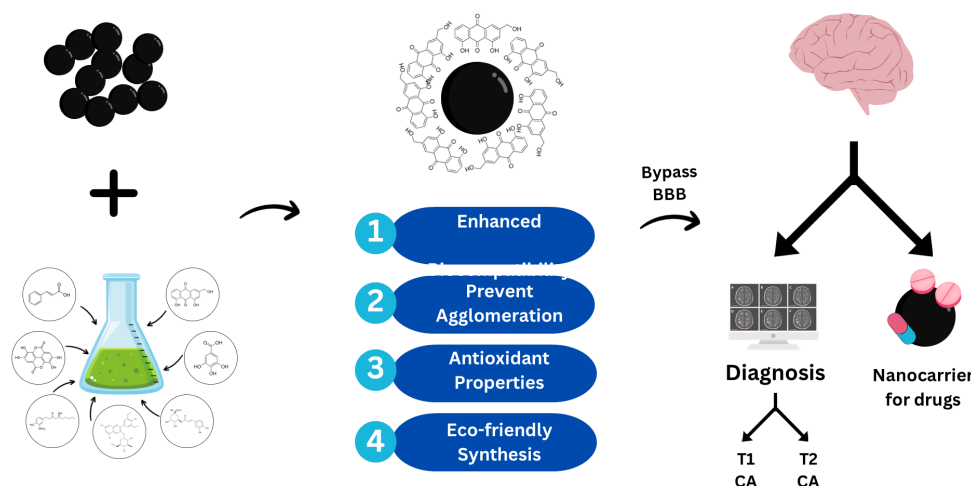 1
Enhanced
Biocompatibility
2
Prevent
Agglomeration
3
Antioxidant
Properties
4
Eco-friendly
Synthesis
Bypass
BBB
Diagnosis
T1
CA
T2
CA
Nanocarrier
for drugs